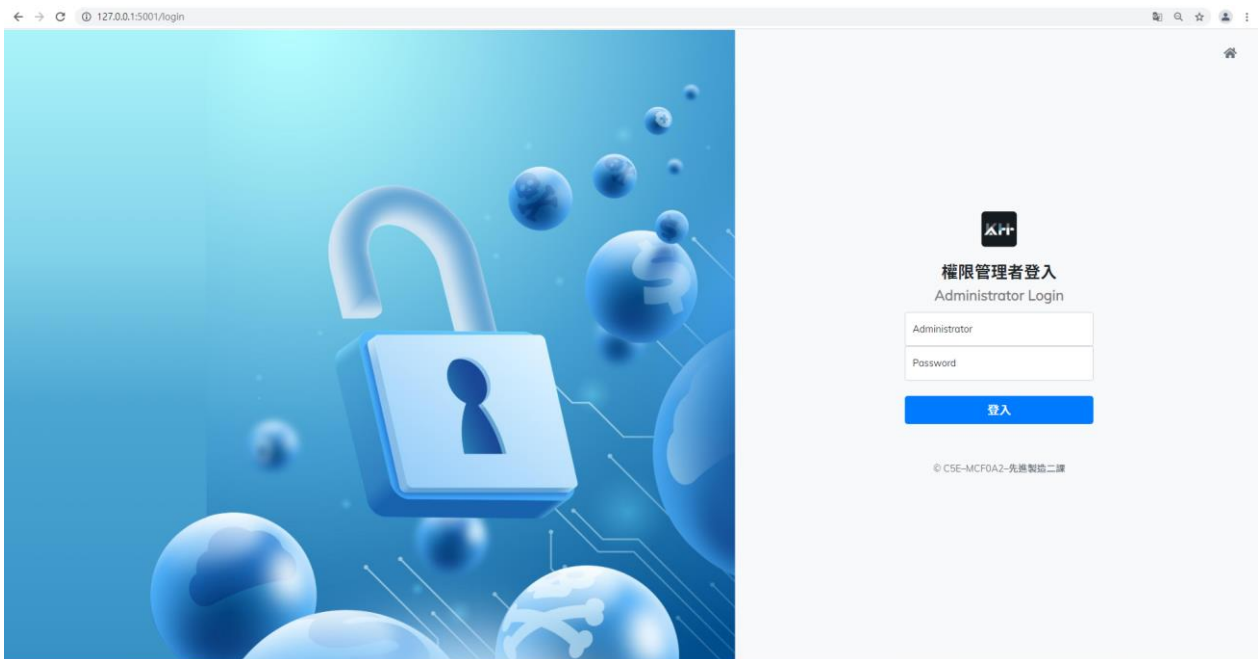 127.0.0.1:5001/login
KH
權限管理者登入
Administrator Login
Administrator
Password
登入
© C5E-MCF0A2-先進製造二課